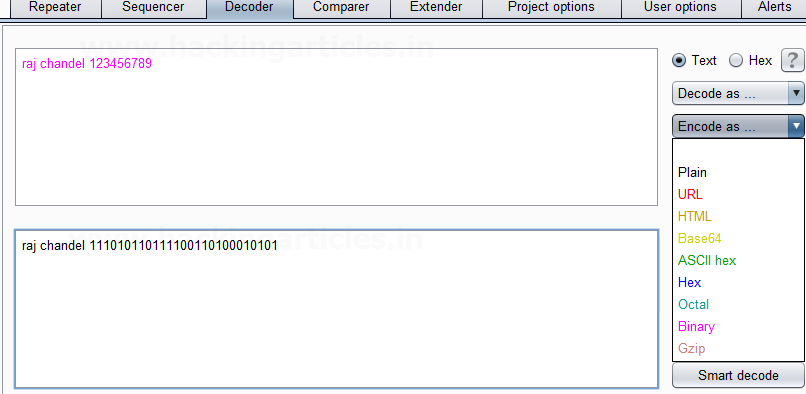 Repeater Sequencer Decoder Comparer Extender Project options User options Alerts
www.hackingarticles.in
raj chandel 123456789
Text Hex ?
Decode as ...
Encode as ...
Plain
URL
HTML
www.hackingarticles.in
Base64
raj chandel 111010110111100110100010101
ASCII hex
Hex
Octal
Binary
Gzip
Smart decode